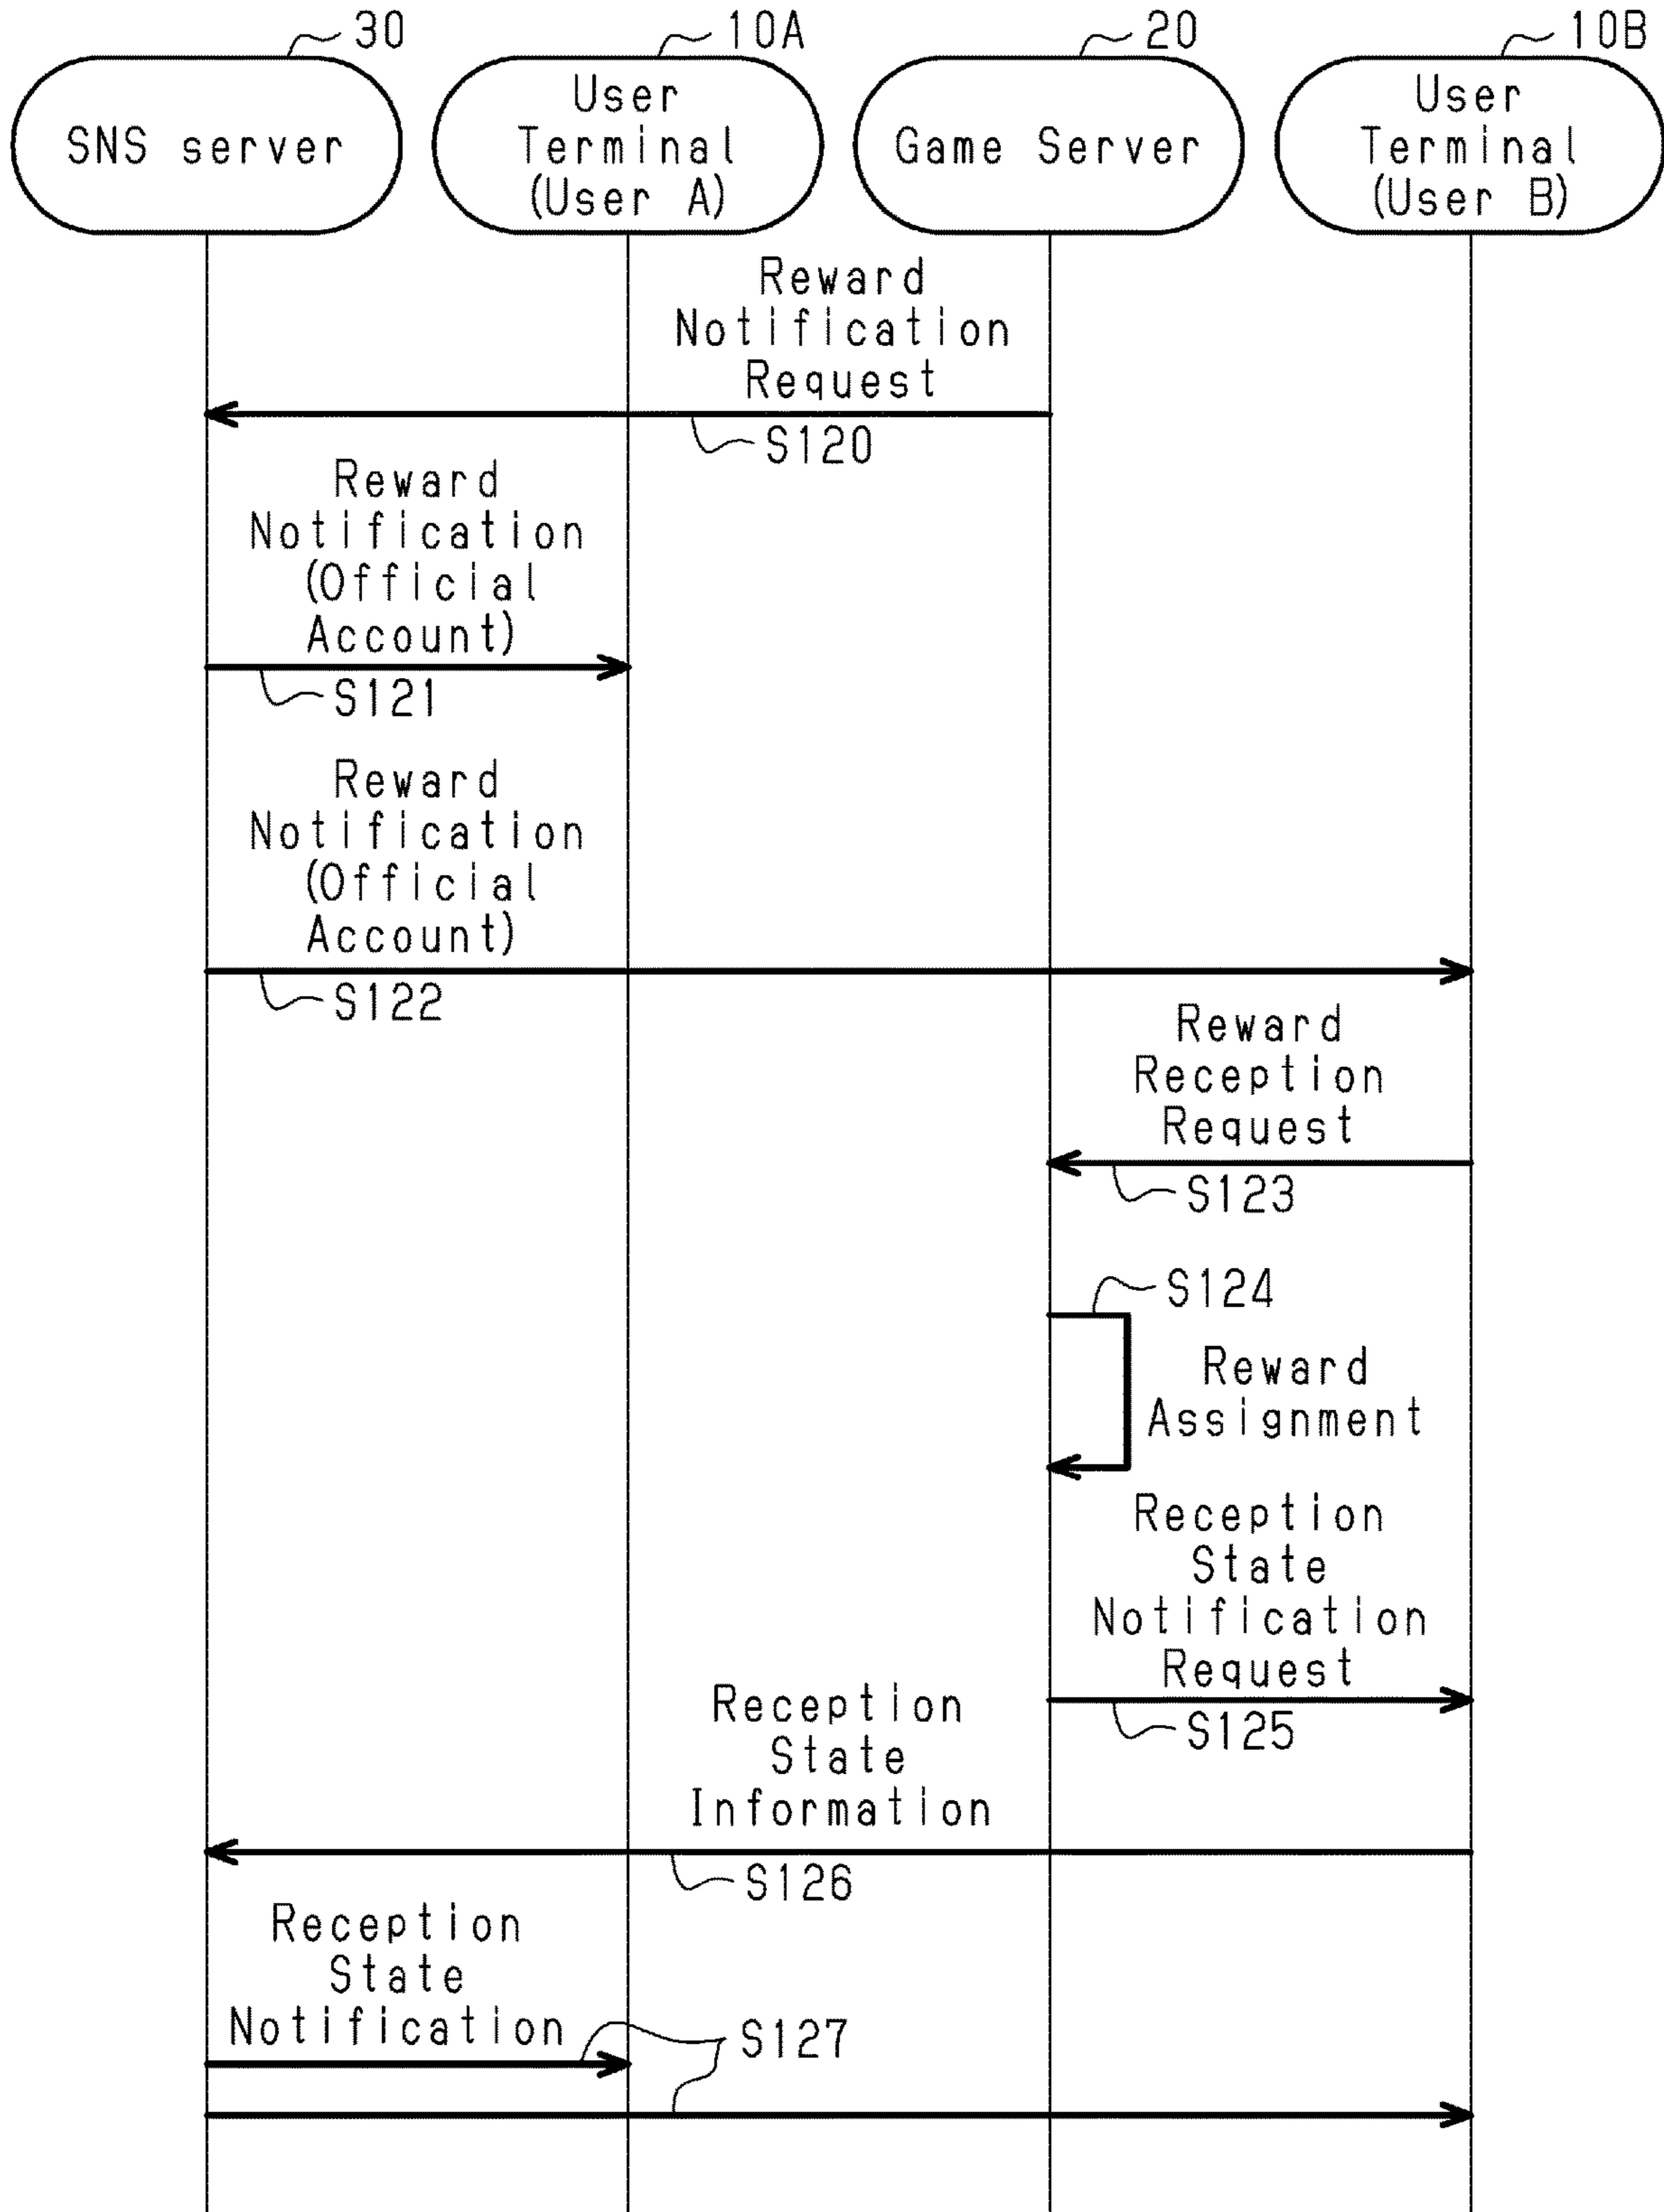 30
10A
20
10B
SNS server
User
Terminal
(User A)
Game Server
User
Terminal
(User B)
Reward
Notification
Request
S120
Reward
Notification
(Official
Account)
S121
Reward
Notification
(Official
Account)
S122
Reward
Reception
Request
S123
S124
Reward
Assignment
Reception
State
Notification
Request
S125
Reception
State
Information
S126
Reception
State
Notification
S127